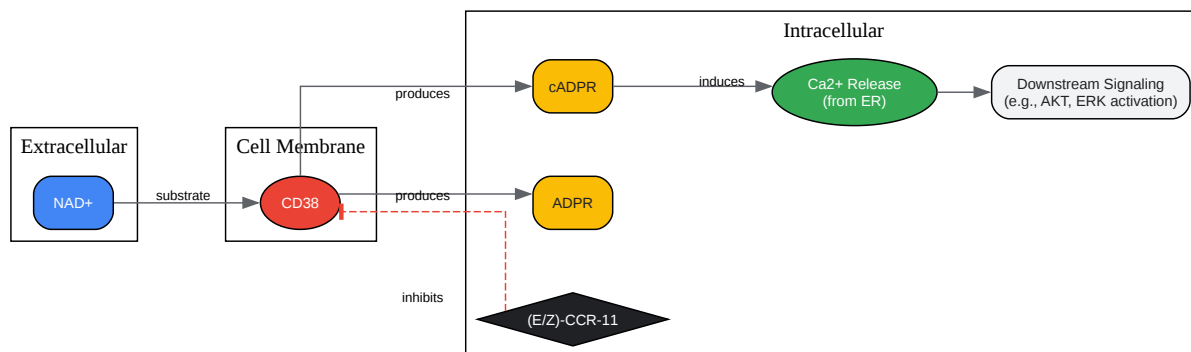 Intracellular
cADPR
produces
induces
Ca2+ Release
(from ER)
Downstream Signaling
(e.g., AKT, ERK activation)
Extracellular
Cell Membrane
NAD+
substrate
CD38
produces
ADPR
inhibits
(E/Z)-CCR-11